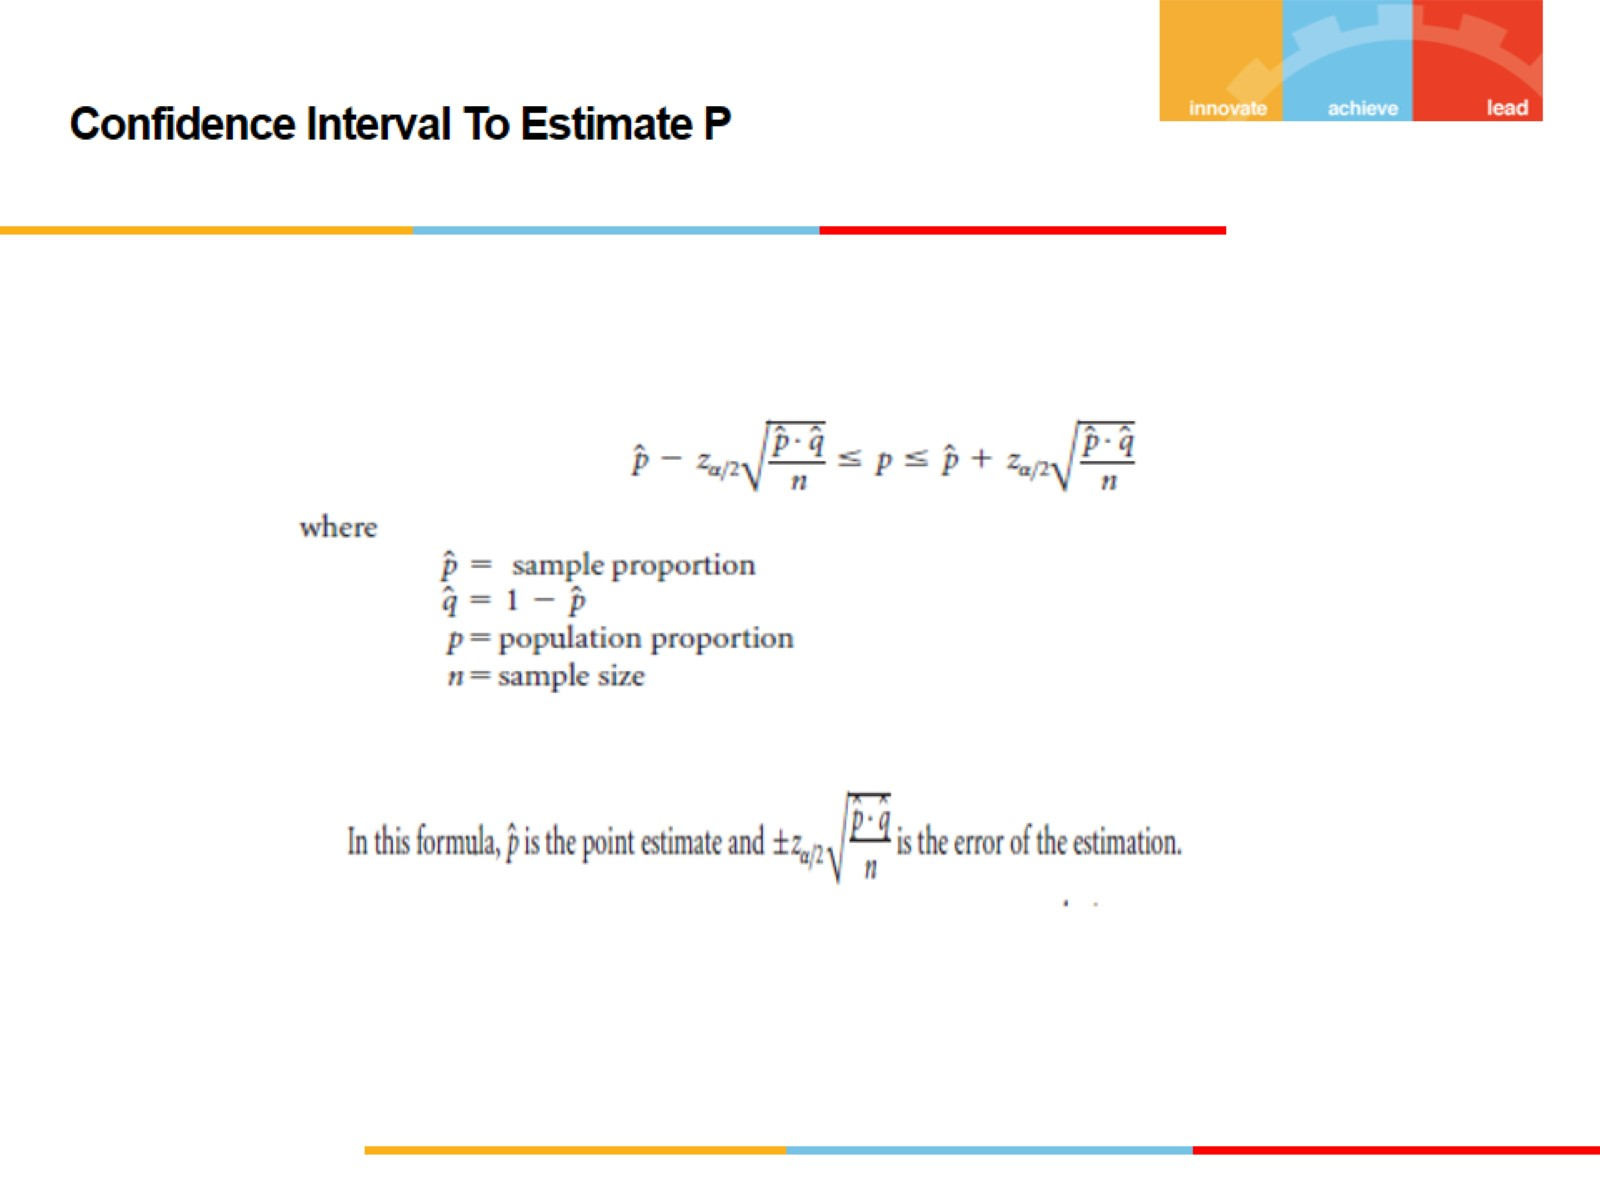 innovate achieve lead
Confidence Interval To Estimate P
p̂ − z_{α/2}√(p̂ · q̂ / n) ≤ p ≤ p̂ + z_{α/2}√(p̂ · q̂ / n)
where
p̂ = sample proportion
q̂ = 1 − p̂
p = population proportion
n = sample size
In this formula, p̂ is the point estimate and ±z_{α/2}√(p̂ · q̂ / n) is the error of the estimation.